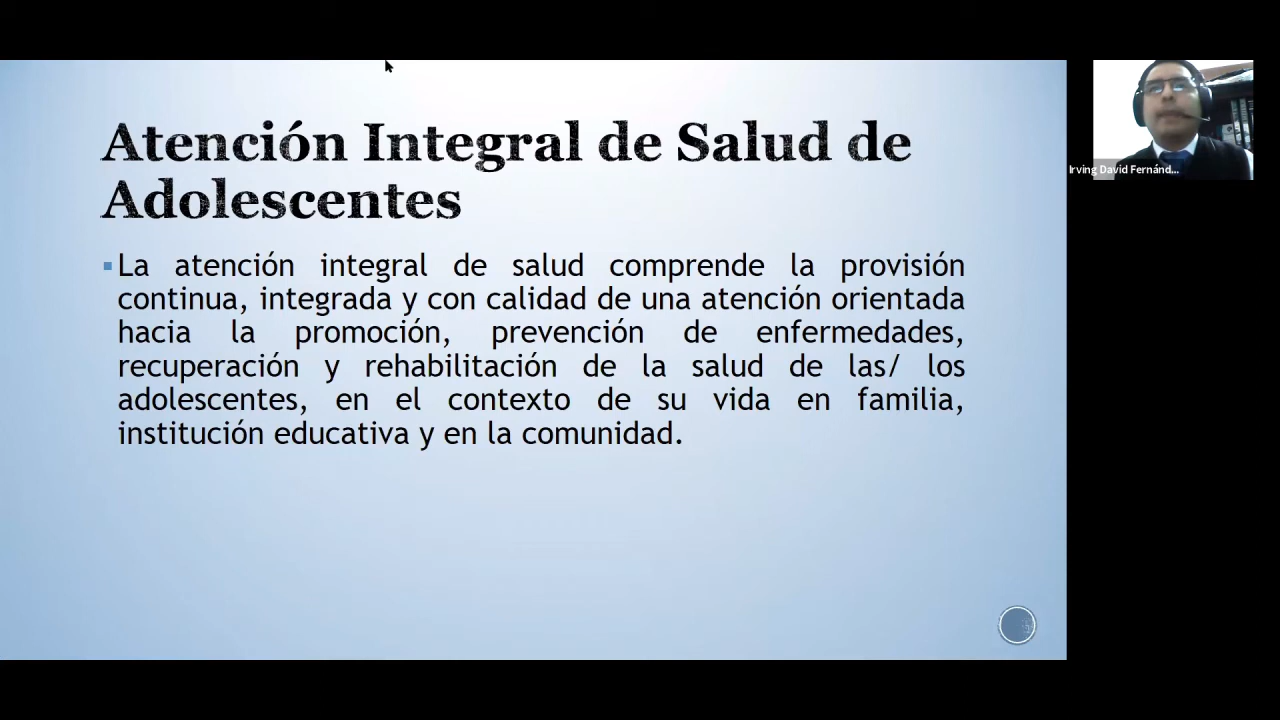 Atención Integral de Salud de
Adolescentes
La atención integral de salud comprende la provisión
continua, integrada y con calidad de una atención orientada
hacia la promoción, prevención de enfermedades,
recuperación y rehabilitación de la salud de las/ los
adolescentes, en el contexto de su vida en familia,
institución educativa y en la comunidad.
Irving David Fernánd...